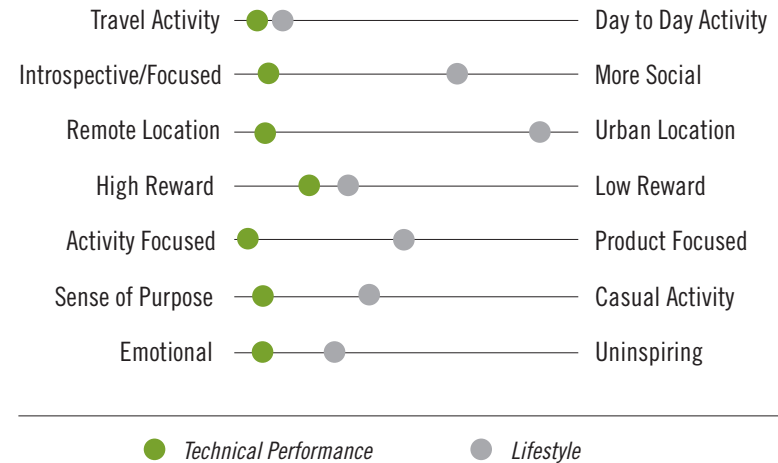 Travel Activity Day to Day Activity
Introspective/Focused More Social
Remote Location Urban Location
High Reward Low Reward
Activity Focused Product Focused
Sense of Purpose Casual Activity
Emotional Uninspiring
Technical Performance Lifestyle